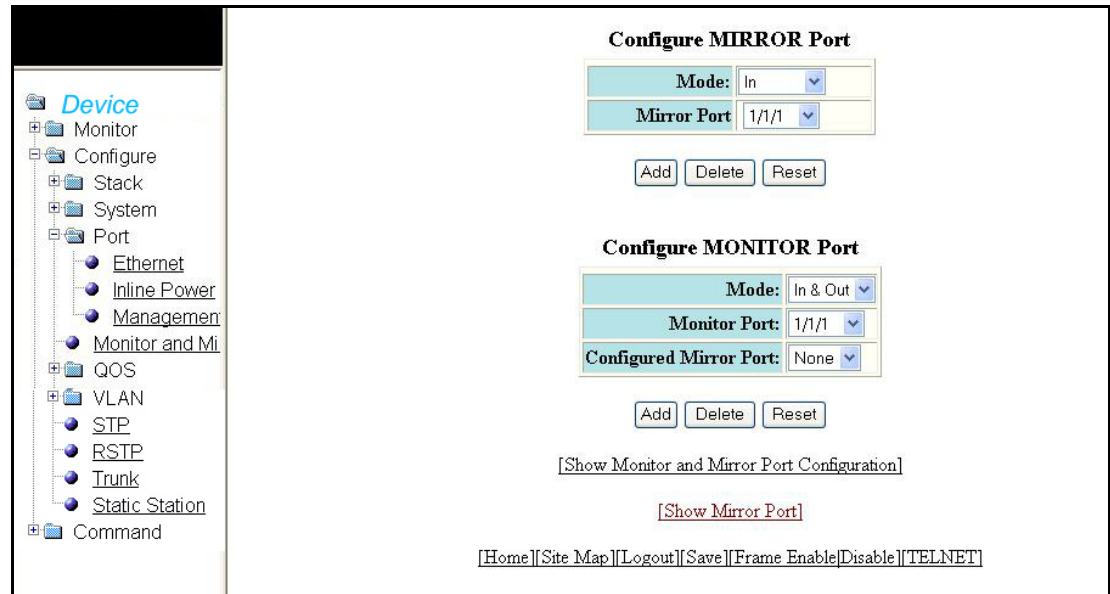 Device
Monitor
Configure
Stack
System
Port
Ethernet
Inline Power
Managemen
Monitor and Mi
QOS
VLAN
STP
RSTP
Trunk
Static Station
Command
Configure MIRROR Port
Mode: In
Mirror Port 1/1/1
Add Delete Reset
Configure MONITOR Port
Mode: In & Out
Monitor Port: 1/1/1
Configured Mirror Port: None
Add Delete Reset
[Show Monitor and Mirror Port Configuration]
[Show Mirror Port]
[Home][Site Map][Logout][Save][Frame Enable|Disable][TELNET]